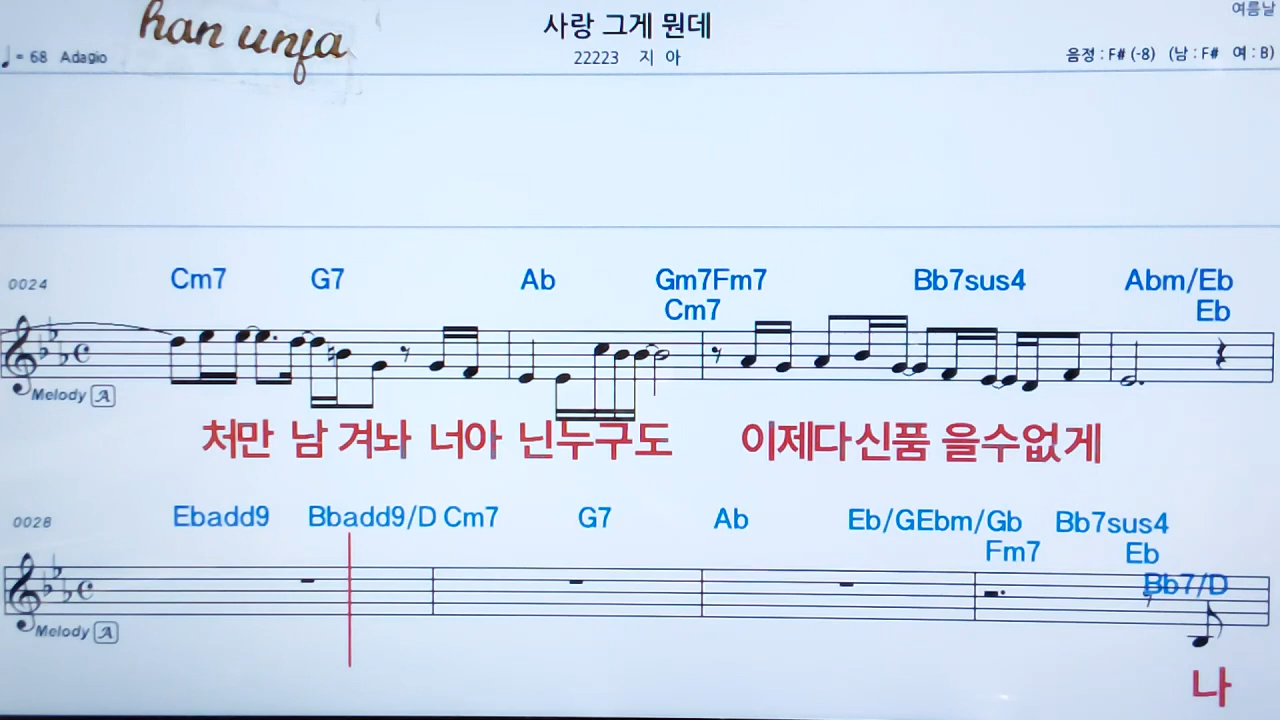 han unja
사랑 그게 뭔데
여름날
♩= 68 Adagio
22223 지 아
음정 : F# (-8) (남 : F# 여 : B)
0024
Cm7 G7 Ab Gm7Fm7 Bb7sus4 Abm/Eb
Cm7 Eb
Melody A
처만 남 겨놔 너아 닌누구도 이제다신품 을수없게
0028
Ebadd9 Bbadd9/D Cm7 G7 Ab Eb/GEbm/Gb Bb7sus4
Fm7 Eb
Bb7/D
Melody A
나